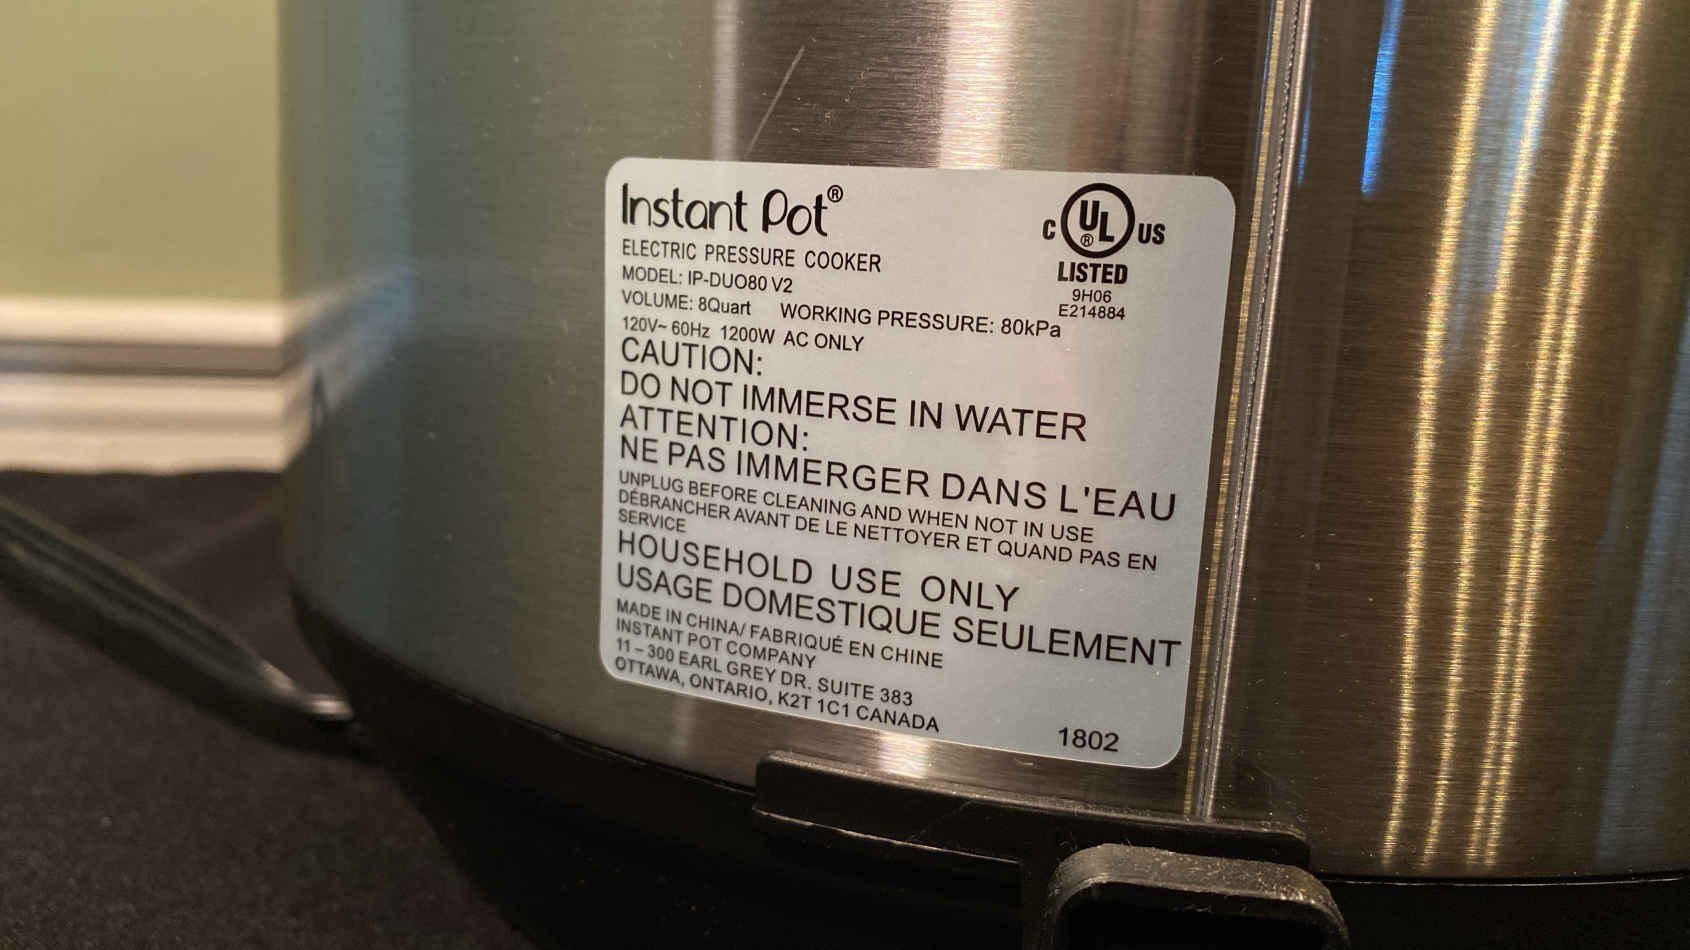 Instant Pot®
ELECTRIC PRESSURE COOKER
MODEL: IP-DUO80 V2
VOLUME: 8Quart WORKING PRESSURE: 80kPa
120V~ 60Hz 1200W AC ONLY
C UL® US
LISTED
9H06
E214884
CAUTION:
DO NOT IMMERSE IN WATER
ATTENTION:
NE PAS IMMERGER DANS L'EAU
UNPLUG BEFORE CLEANING AND WHEN NOT IN USE
DÉBRANCHER AVANT DE LE NETTOYER ET QUAND PAS EN
SERVICE
HOUSEHOLD USE ONLY
USAGE DOMESTIQUE SEULEMENT
MADE IN CHINA/ FABRIQUÉ EN CHINE
INSTANT POT COMPANY
11 – 300 EARL GREY DR. SUITE 383
OTTAWA, ONTARIO, K2T 1C1 CANADA
1802